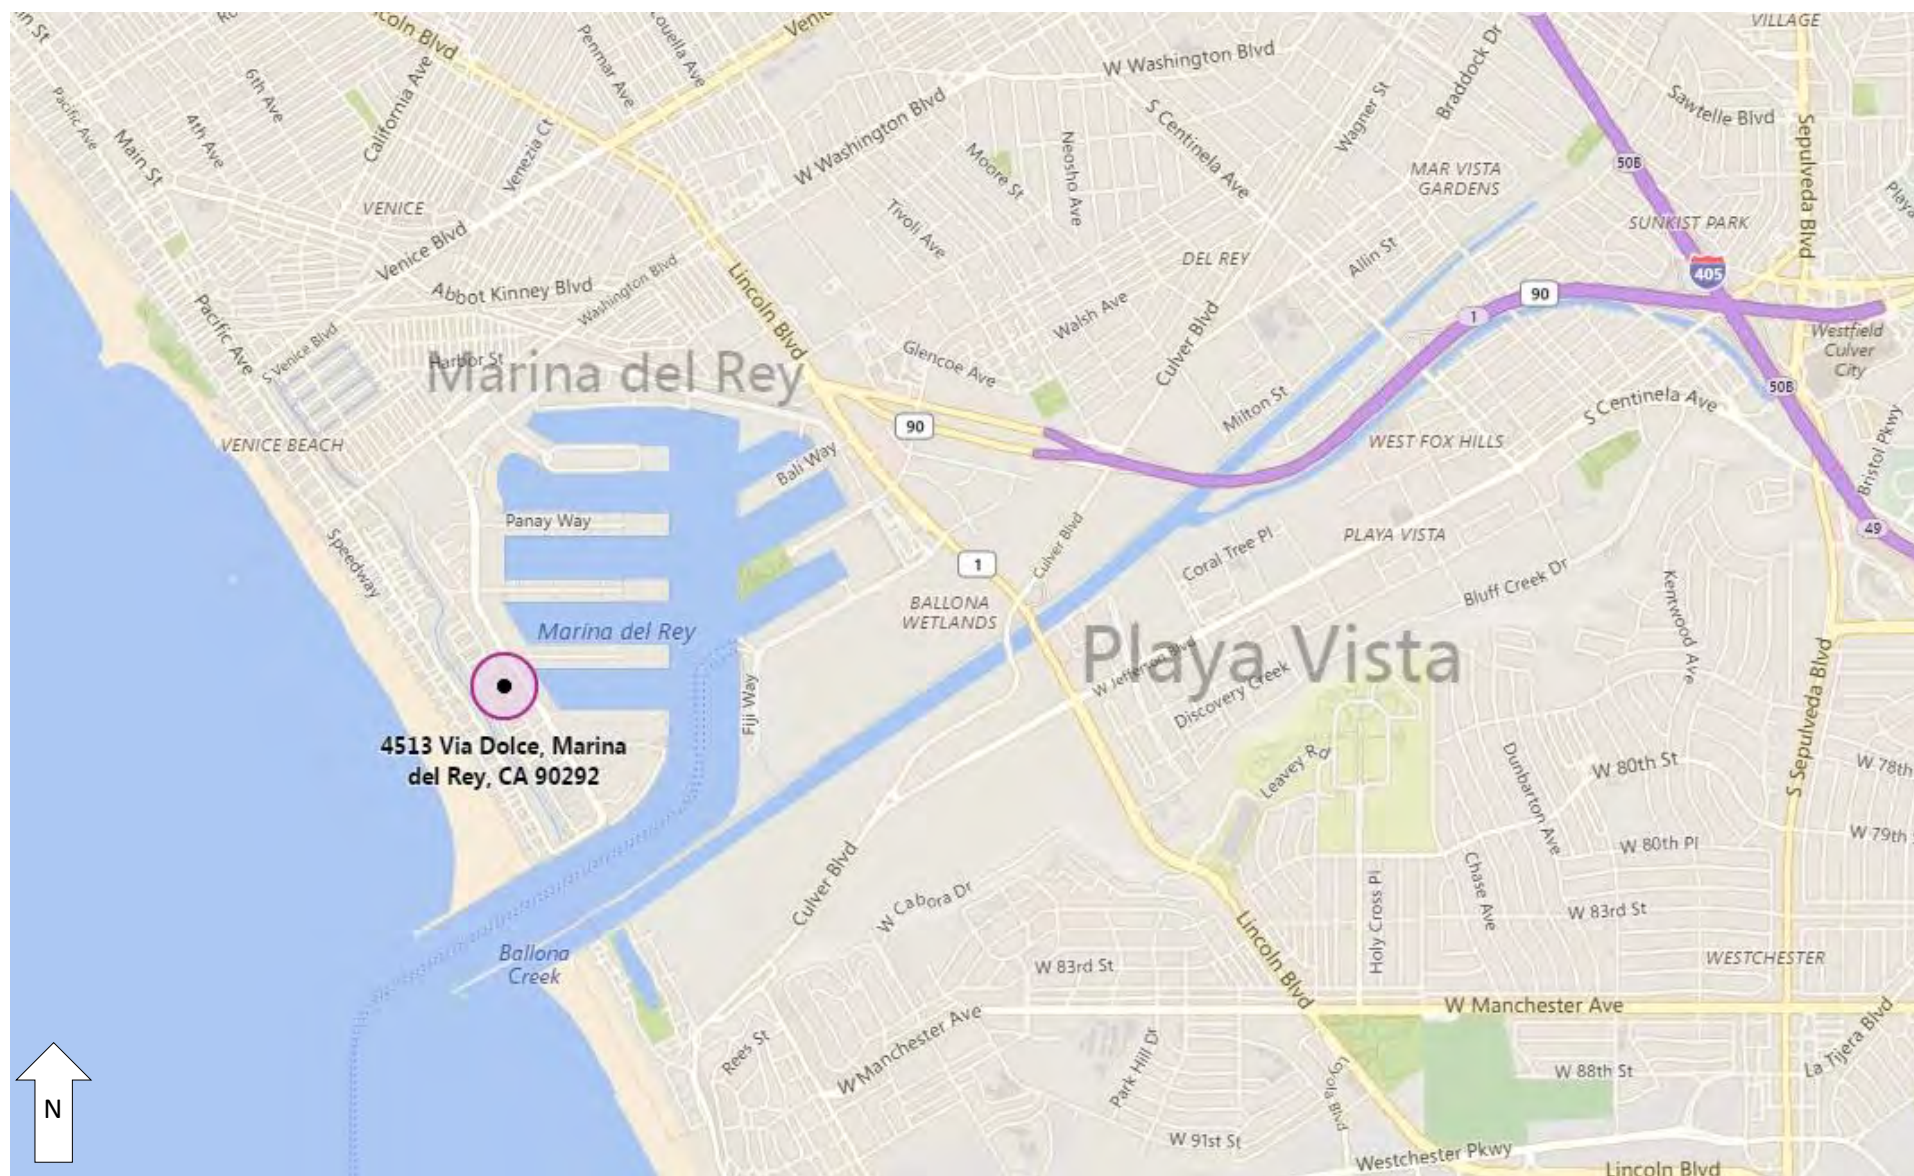 VILLAGE
Lincoln Blvd
Venice
Penmar Ave
W Washington Blvd
Braddock Dr
Sawtelle Blvd
Sepulveda Blvd
6th Ave
California Ave
Pacific Ave
Main St
4th Ave
Venezia Ct
W Washington Blvd
Moore St
Neosho Ave
S Centinela Ave
Wagner St
50B
MAR VISTA
GARDENS
VENICE
Venice Blvd
Tivoli Ave
DEL REY
Allin St
SUNKIST PARK
405
Abbot Kinney Blvd
Washington Blvd
Lincoln Blvd
Walsh Ave
Culver Blvd
90
1
Pacific Ave
S Venice Blvd
Harbor St
Marina del Rey
Glencoe Ave
Westfield
Culver
City
50B
Milton St
S Centinela Ave
90
VENICE BEACH
Bali Way
WEST FOX HILLS
Bristol Pkwy
Panay Way
Speedway
Culver Blvd
Coral Tree Pl
PLAYA VISTA
49
1
Bluff Creek Dr
Kentwood Ave
BALLONA
WETLANDS
Marina del Rey
Playa Vista
W Jefferson Blvd
Discovery Creek
Fiji Way
S Sepulveda Blvd
4513 Via Dolce, Marina
del Rey, CA 90292
Leavey Rd
Dunbarton Ave
W 80th St
W 78th
W 80th Pl
W 79th
Culver Blvd
W Cabora Dr
Chase Ave
Holy Cross Pl
W 83rd St
Lincoln Blvd
Ballona
Creek
W 83rd St
WESTCHESTER
W Manchester Ave
W Manchester Ave
La Tijera Blvd
Rees St
Park Hill Dr
Loyola Blvd
W 88th St
N
W 91st St
Westchester Pkwy
Lincoln Blvd